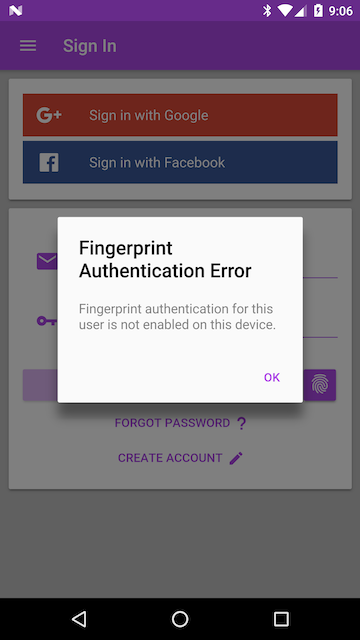 9:06
Sign In
G+ Sign in with Google
Sign in with Facebook
Fingerprint
Authentication Error
Fingerprint authentication for this
user is not enabled on this device.
OK
FORGOT PASSWORD ?
CREATE ACCOUNT